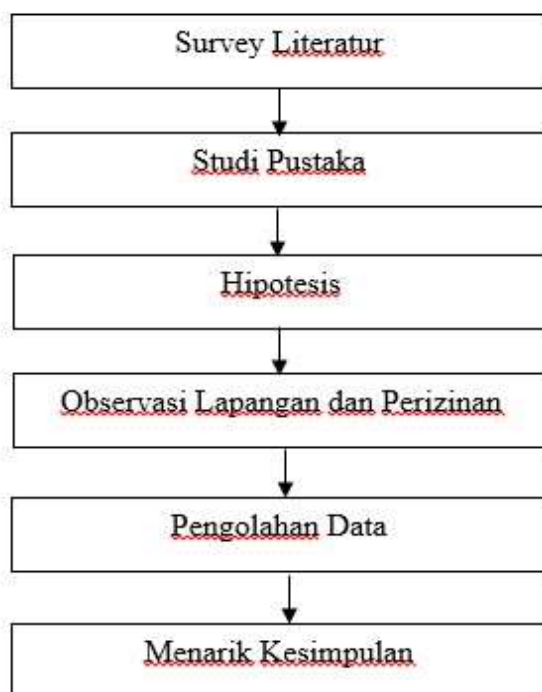 Survey Literatur
Studi Pustaka
Hipotesis
Observasi Lapangan dan Perizinan
Pengolahan Data
Menarik Kesimpulan